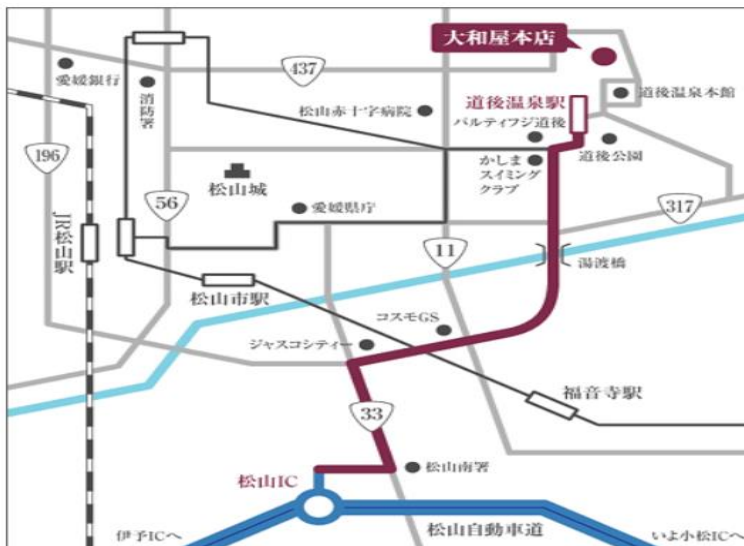 大和屋本店
437
愛媛銀行
消防署
道後温泉駅
道後温泉本館
松山赤十字病院
パルティフジ道後
道後公園
かしま
スイミング
クラブ
196
松山城
56
愛媛県庁
317
JR松山駅
11
湯渡橋
松山市駅
コスモGS
ジャスコシティー
福音寺駅
33
松山IC
松山南署
伊予ICへ
松山自動車道
いよ小松ICへ